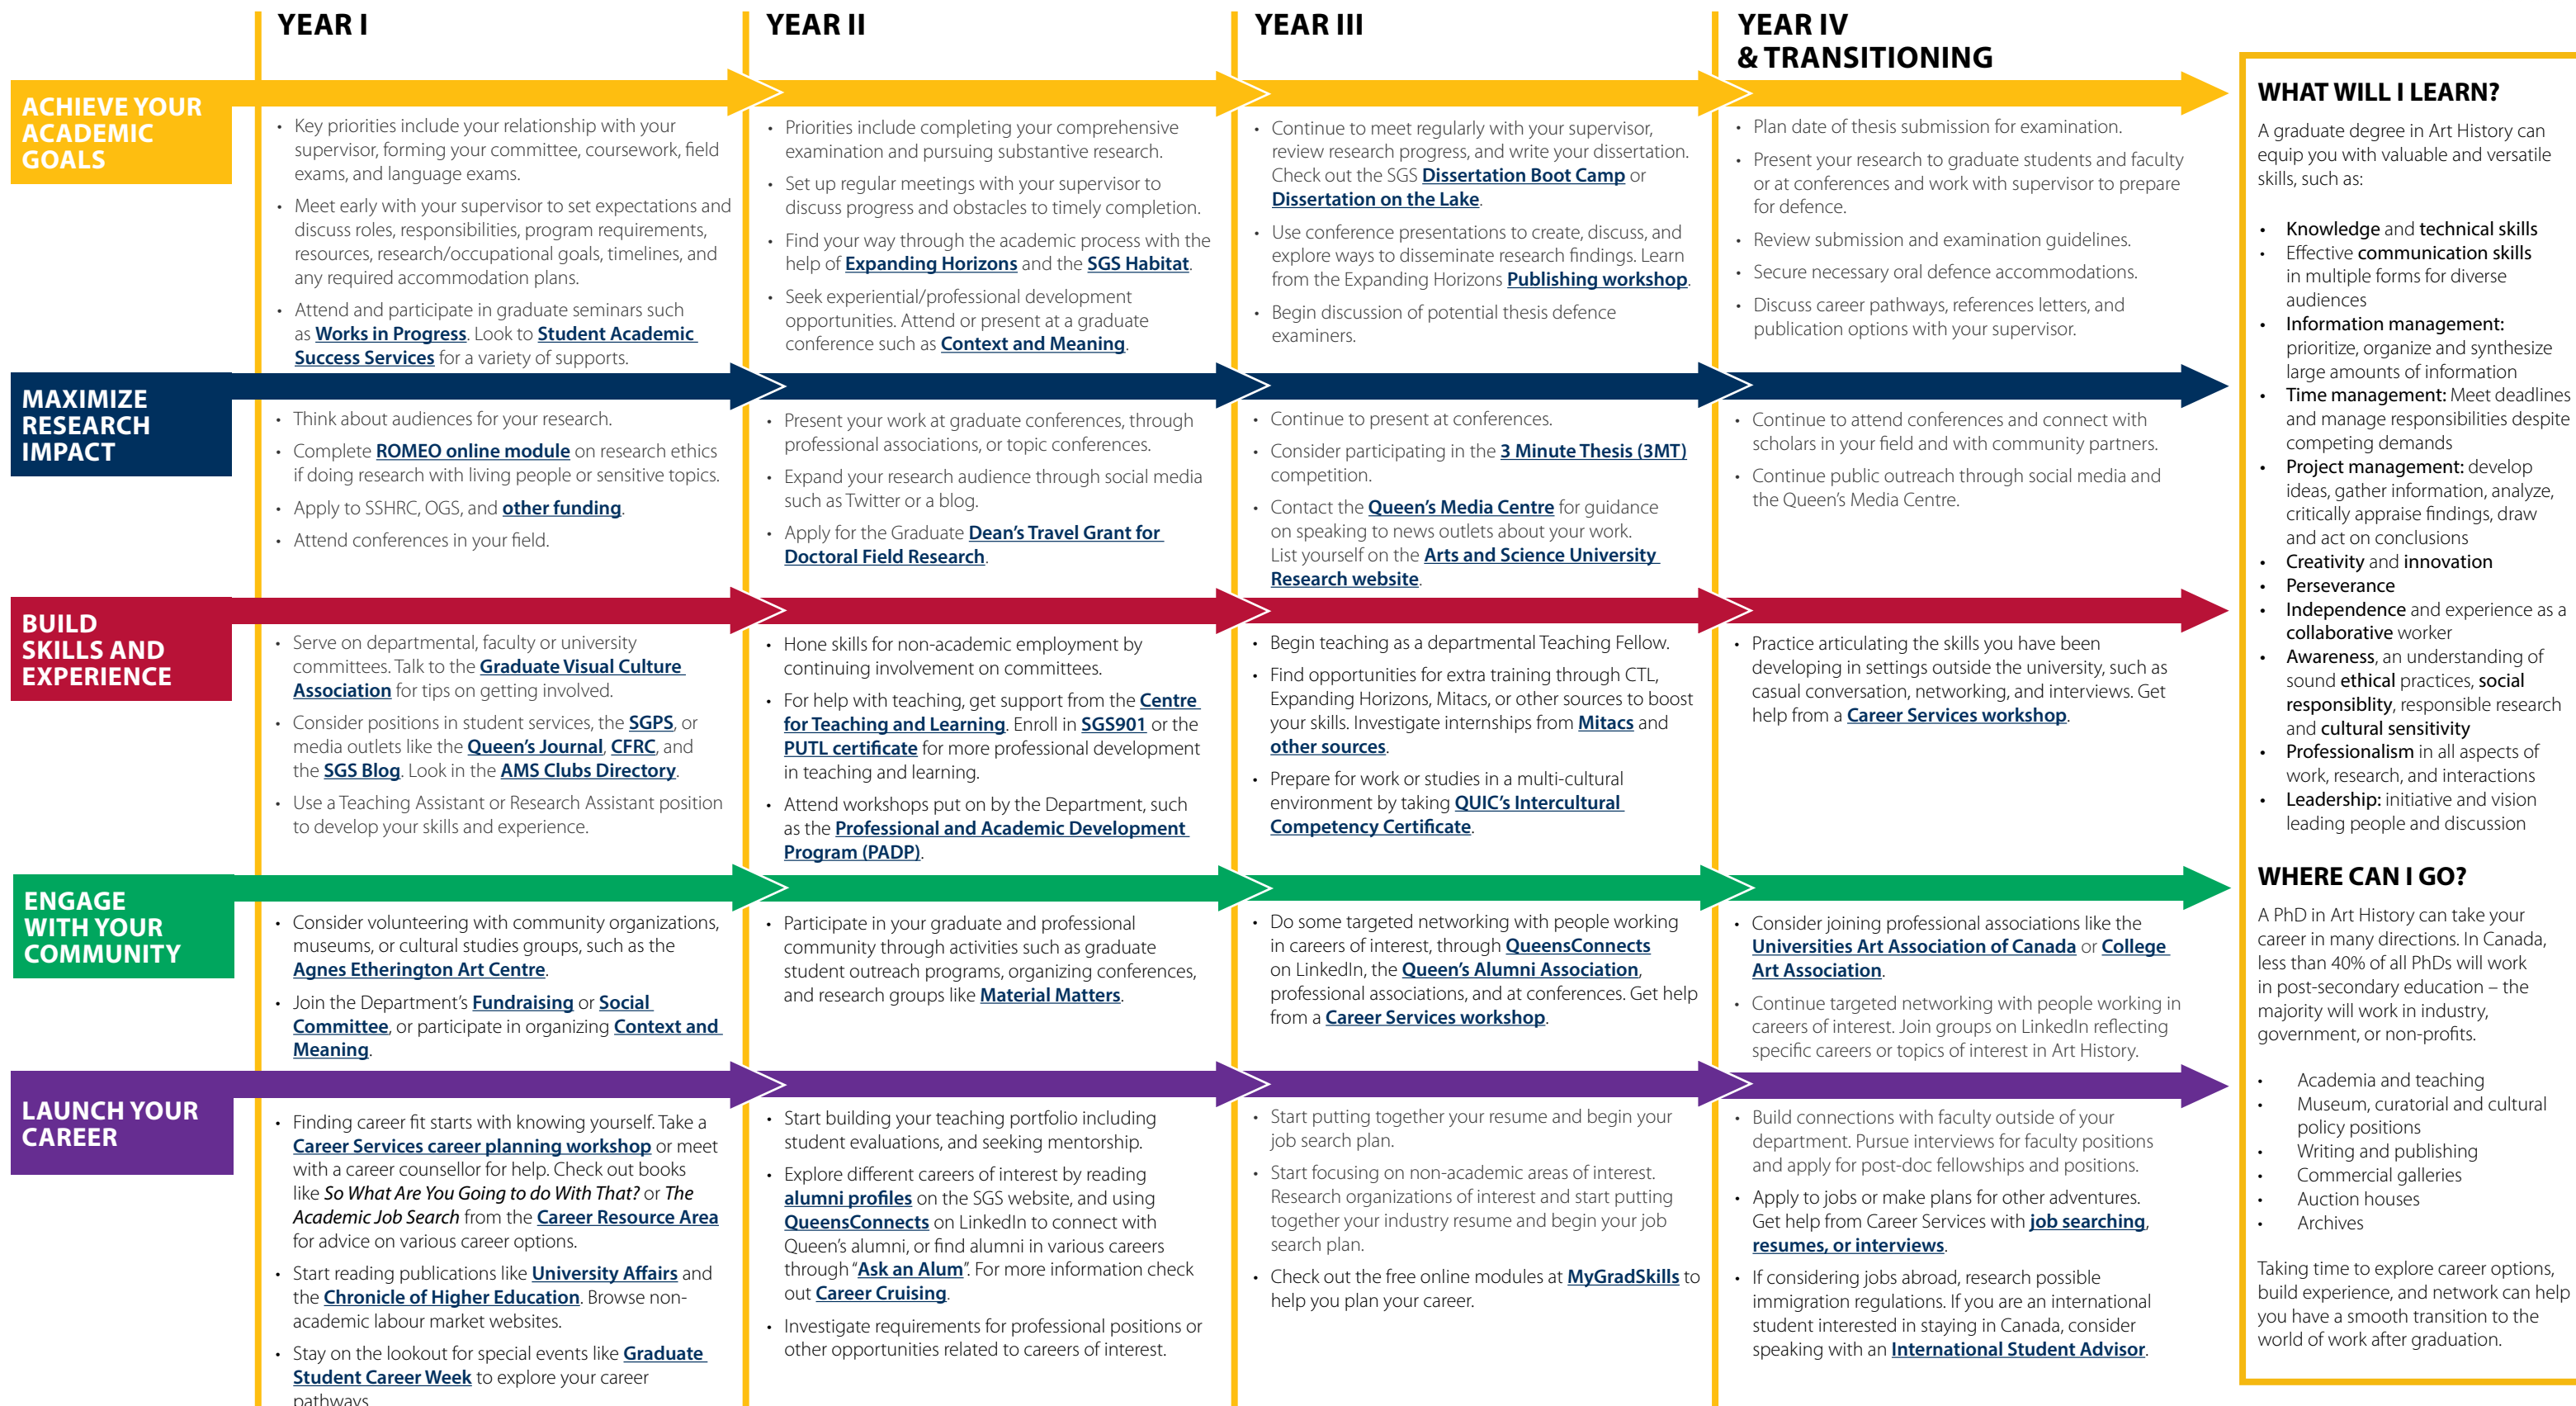 YEAR I
YEAR II
YEAR III
YEAR IV
& TRANSITIONING
ACHIEVE YOUR
ACADEMIC
GOALS
• Key priorities include your relationship with your
supervisor, forming your committee, coursework, field
exams, and language exams.
• Meet early with your supervisor to set expectations and
discuss roles, responsibilities, program requirements,
resources, research/occupational goals, timelines, and
any required accommodation plans.
• Attend and participate in graduate seminars such
as Works in Progress. Look to Student Academic
Success Services for a variety of supports.
• Priorities include completing your comprehensive
examination and pursuing substantive research.
• Set up regular meetings with your supervisor to
discuss progress and obstacles to timely completion.
• Find your way through the academic process with the
help of Expanding Horizons and the SGS Habitat.
• Seek experiential/professional development
opportunities. Attend or present at a graduate
conference such as Context and Meaning.
• Continue to meet regularly with your supervisor,
review research progress, and write your dissertation.
Check out the SGS Dissertation Boot Camp or
Dissertation on the Lake.
• Use conference presentations to create, discuss, and
explore ways to disseminate research findings. Learn
from the Expanding Horizons Publishing workshop.
• Begin discussion of potential thesis defence
examiners.
• Plan date of thesis submission for examination.
• Present your research to graduate students and faculty
or at conferences and work with supervisor to prepare
for defence.
• Review submission and examination guidelines.
• Secure necessary oral defence accommodations.
• Discuss career pathways, references letters, and
publication options with your supervisor.
MAXIMIZE
RESEARCH
IMPACT
• Think about audiences for your research.
• Complete ROMEO online module on research ethics
if doing research with living people or sensitive topics.
• Apply to SSHRC, OGS, and other funding.
• Attend conferences in your field.
• Present your work at graduate conferences, through
professional associations, or topic conferences.
• Expand your research audience through social media
such as Twitter or a blog.
• Apply for the Graduate Dean's Travel Grant for
Doctoral Field Research.
• Continue to present at conferences.
• Consider participating in the 3 Minute Thesis (3MT)
competition.
• Contact the Queen's Media Centre for guidance
on speaking to news outlets about your work.
List yourself on the Arts and Science University
Research website.
• Continue to attend conferences and connect with
scholars in your field and with community partners.
• Continue public outreach through social media and
the Queen's Media Centre.
BUILD
SKILLS AND
EXPERIENCE
• Serve on departmental, faculty or university
committees. Talk to the Graduate Visual Culture
Association for tips on getting involved.
• Consider positions in student services, the SGPS, or
media outlets like the Queen's Journal, CFRC, and
the SGS Blog. Look in the AMS Clubs Directory.
• Use a Teaching Assistant or Research Assistant position
to develop your skills and experience.
• Hone skills for non-academic employment by
continuing involvement on committees.
• For help with teaching, get support from the Centre
for Teaching and Learning. Enroll in SGS901 or the
PUTL certificate for more professional development
in teaching and learning.
• Attend workshops put on by the Department, such
as the Professional and Academic Development
Program (PADP).
• Begin teaching as a departmental Teaching Fellow.
• Find opportunities for extra training through CTL,
Expanding Horizons, Mitacs, or other sources to boost
your skills. Investigate internships from Mitacs and
other sources.
• Prepare for work or studies in a multi-cultural
environment by taking QUIC's Intercultural
Competency Certificate.
• Practice articulating the skills you have been
developing in settings outside the university, such as
casual conversation, networking, and interviews. Get
help from a Career Services workshop.
ENGAGE
WITH YOUR
COMMUNITY
• Consider volunteering with community organizations,
museums, or cultural studies groups, such as the
Agnes Etherington Art Centre.
• Join the Department's Fundraising or Social
Committee, or participate in organizing Context and
Meaning.
• Participate in your graduate and professional
community through activities such as graduate
student outreach programs, organizing conferences,
and research groups like Material Matters.
• Do some targeted networking with people working
in careers of interest, through QueensConnects
on LinkedIn, the Queen's Alumni Association,
professional associations, and at conferences. Get help
from a Career Services workshop.
• Consider joining professional associations like the
Universities Art Association of Canada or College
Art Association.
• Continue targeted networking with people working in
careers of interest. Join groups on LinkedIn reflecting
specific careers or topics of interest in Art History.
LAUNCH YOUR
CAREER
• Finding career fit starts with knowing yourself. Take a
Career Services career planning workshop or meet
with a career counsellor for help. Check out books
like So What Are You Going to do With That? or The
Academic Job Search from the Career Resource Area
for advice on various career options.
• Start reading publications like University Affairs and
the Chronicle of Higher Education. Browse non-
academic labour market websites.
• Stay on the lookout for special events like Graduate
Student Career Week to explore your career
pathways.
• Start building your teaching portfolio including
student evaluations, and seeking mentorship.
• Explore different careers of interest by reading
alumni profiles on the SGS website, and using
QueensConnects on LinkedIn to connect with
Queen's alumni, or find alumni in various careers
through "Ask an Alum". For more information check
out Career Cruising.
• Investigate requirements for professional positions or
other opportunities related to careers of interest.
• Start putting together your resume and begin your
job search plan.
• Start focusing on non-academic areas of interest.
Research organizations of interest and start putting
together your industry resume and begin your job
search plan.
• Check out the free online modules at MyGradSkills to
help you plan your career.
• Build connections with faculty outside of your
department. Pursue interviews for faculty positions
and apply for post-doc fellowships and positions.
• Apply to jobs or make plans for other adventures.
Get help from Career Services with job searching,
resumes, or interviews.
• If considering jobs abroad, research possible
immigration regulations. If you are an international
student interested in staying in Canada, consider
speaking with an International Student Advisor.
WHAT WILL I LEARN?
A graduate degree in Art History can
equip you with valuable and versatile
skills, such as:
• Knowledge and technical skills
• Effective communication skills
in multiple forms for diverse
audiences
• Information management:
prioritize, organize and synthesize
large amounts of information
• Time management: Meet deadlines
and manage responsibilities despite
competing demands
• Project management: develop
ideas, gather information, analyze,
critically appraise findings, draw
and act on conclusions
• Creativity and innovation
• Perseverance
• Independence and experience as a
collaborative worker
• Awareness, an understanding of
sound ethical practices, social
responsiblity, responsible research
and cultural sensitivity
• Professionalism in all aspects of
work, research, and interactions
• Leadership: initiative and vision
leading people and discussion
WHERE CAN I GO?
A PhD in Art History can take your
career in many directions. In Canada,
less than 40% of all PhDs will work
in post-secondary education – the
majority will work in industry,
government, or non-profits.
• Academia and teaching
• Museum, curatorial and cultural
policy positions
• Writing and publishing
• Commercial galleries
• Auction houses
• Archives
Taking time to explore career options,
build experience, and network can help
you have a smooth transition to the
world of work after graduation.